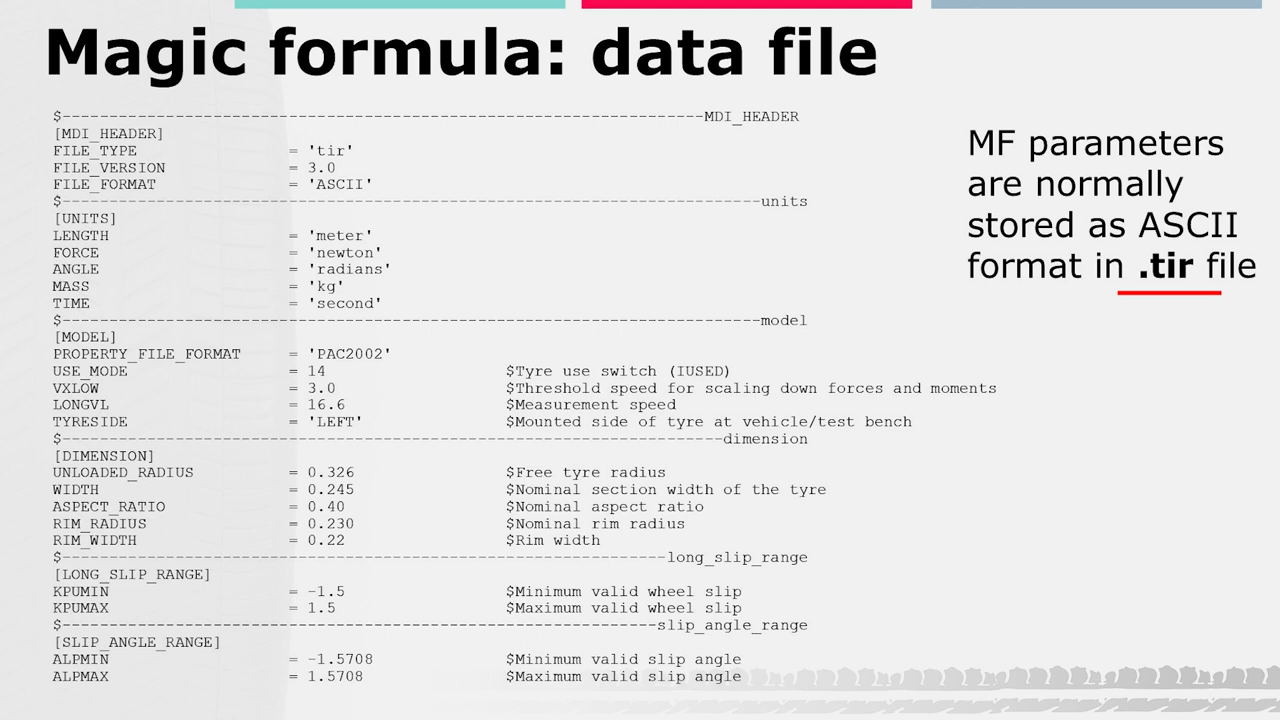 Magic formula: data file
$---------------------------------------------------------------------MDI_HEADER
[MDI_HEADER]
FILE_TYPE = 'tir'
FILE_VERSION = 3.0
FILE_FORMAT = 'ASCII'
$---------------------------------------------------------------------------units
[UNITS]
LENGTH = 'meter'
FORCE = 'newton'
ANGLE = 'radians'
MASS = 'kg'
TIME = 'second'
$---------------------------------------------------------------------------model
[MODEL]
PROPERTY_FILE_FORMAT = 'PAC2002'
USE_MODE = 14 $Tyre use switch (IUSED)
VXLOW = 3.0 $Threshold speed for scaling down forces and moments
LONGVL = 16.6 $Measurement speed
TYRESIDE = 'LEFT' $Mounted side of tyre at vehicle/test bench
$-----------------------------------------------------------------------dimension
[DIMENSION]
UNLOADED_RADIUS = 0.326 $Free tyre radius
WIDTH = 0.245 $Nominal section width of the tyre
ASPECT_RATIO = 0.40 $Nominal aspect ratio
RIM_RADIUS = 0.230 $Nominal rim radius
RIM_WIDTH = 0.22 $Rim width
$-----------------------------------------------------------------long_slip_range
[LONG_SLIP_RANGE]
KPUMIN = -1.5 $Minimum valid wheel slip
KPUMAX = 1.5 $Maximum valid wheel slip
$----------------------------------------------------------------slip_angle_range
[SLIP_ANGLE_RANGE]
ALPMIN = -1.5708 $Minimum valid slip angle
ALPMAX = 1.5708 $Maximum valid slip angle
MF parameters
are normally
stored as ASCII
format in .tir file